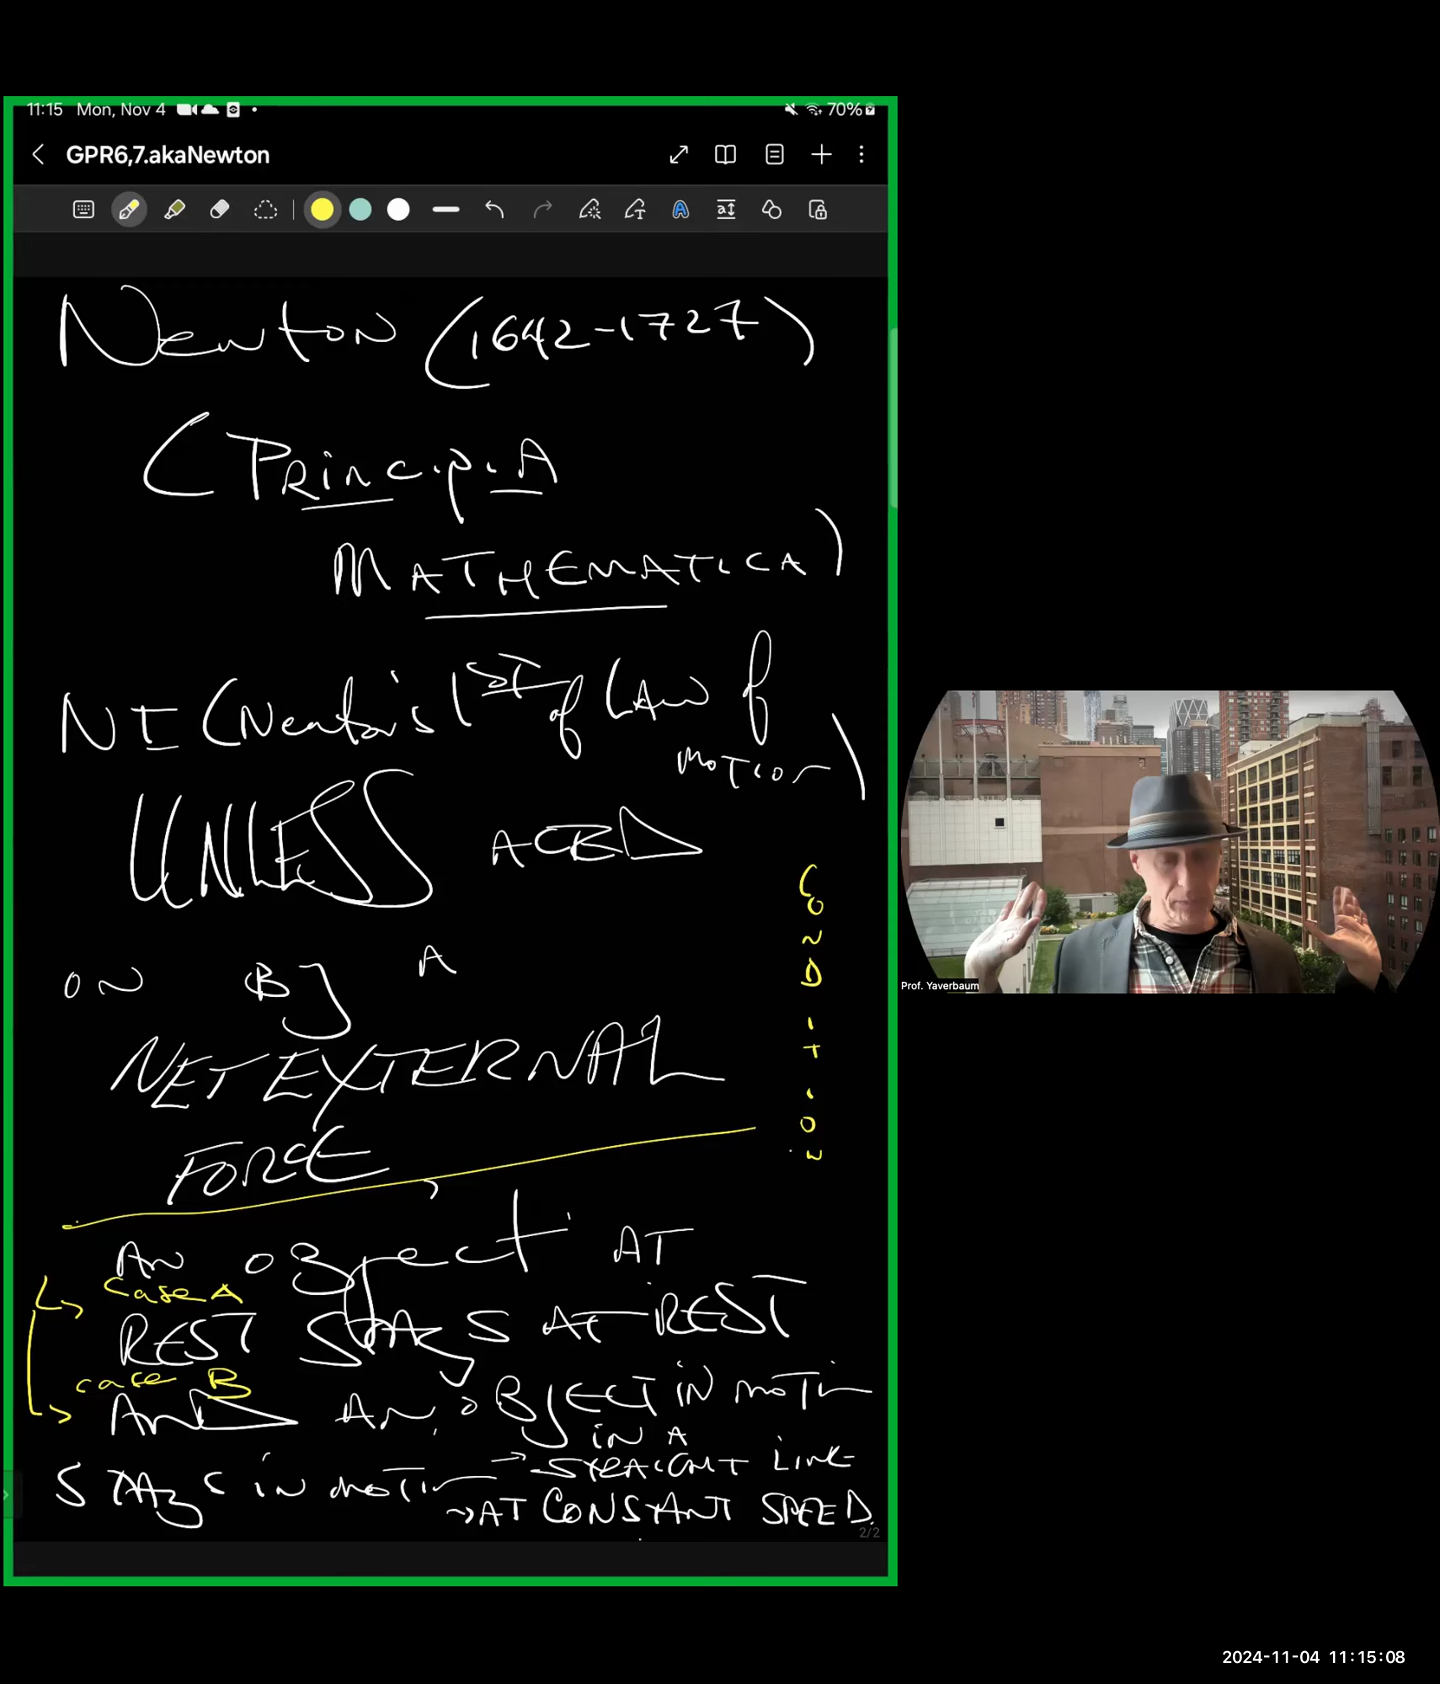 11:15 Mon, Nov 4 70%
GPR6,7.akaNewton
Newton (1642-1727)
(Principia
Mathematica)
NI (Newton's 1st of Law of
motion)
UNLESS ACTED
ON By A
NET EXTERNAL
FORCE,
CONDITION
An object AT
Case A
REST STAYS AT REST
case B
AND AN OBJECT IN motion
STAYS in motion → IN A
STRAIGHT LINE
→ AT CONSTANT SPEED.
2/2
Prof. Yaverbaum
2024-11-04 11:15:08